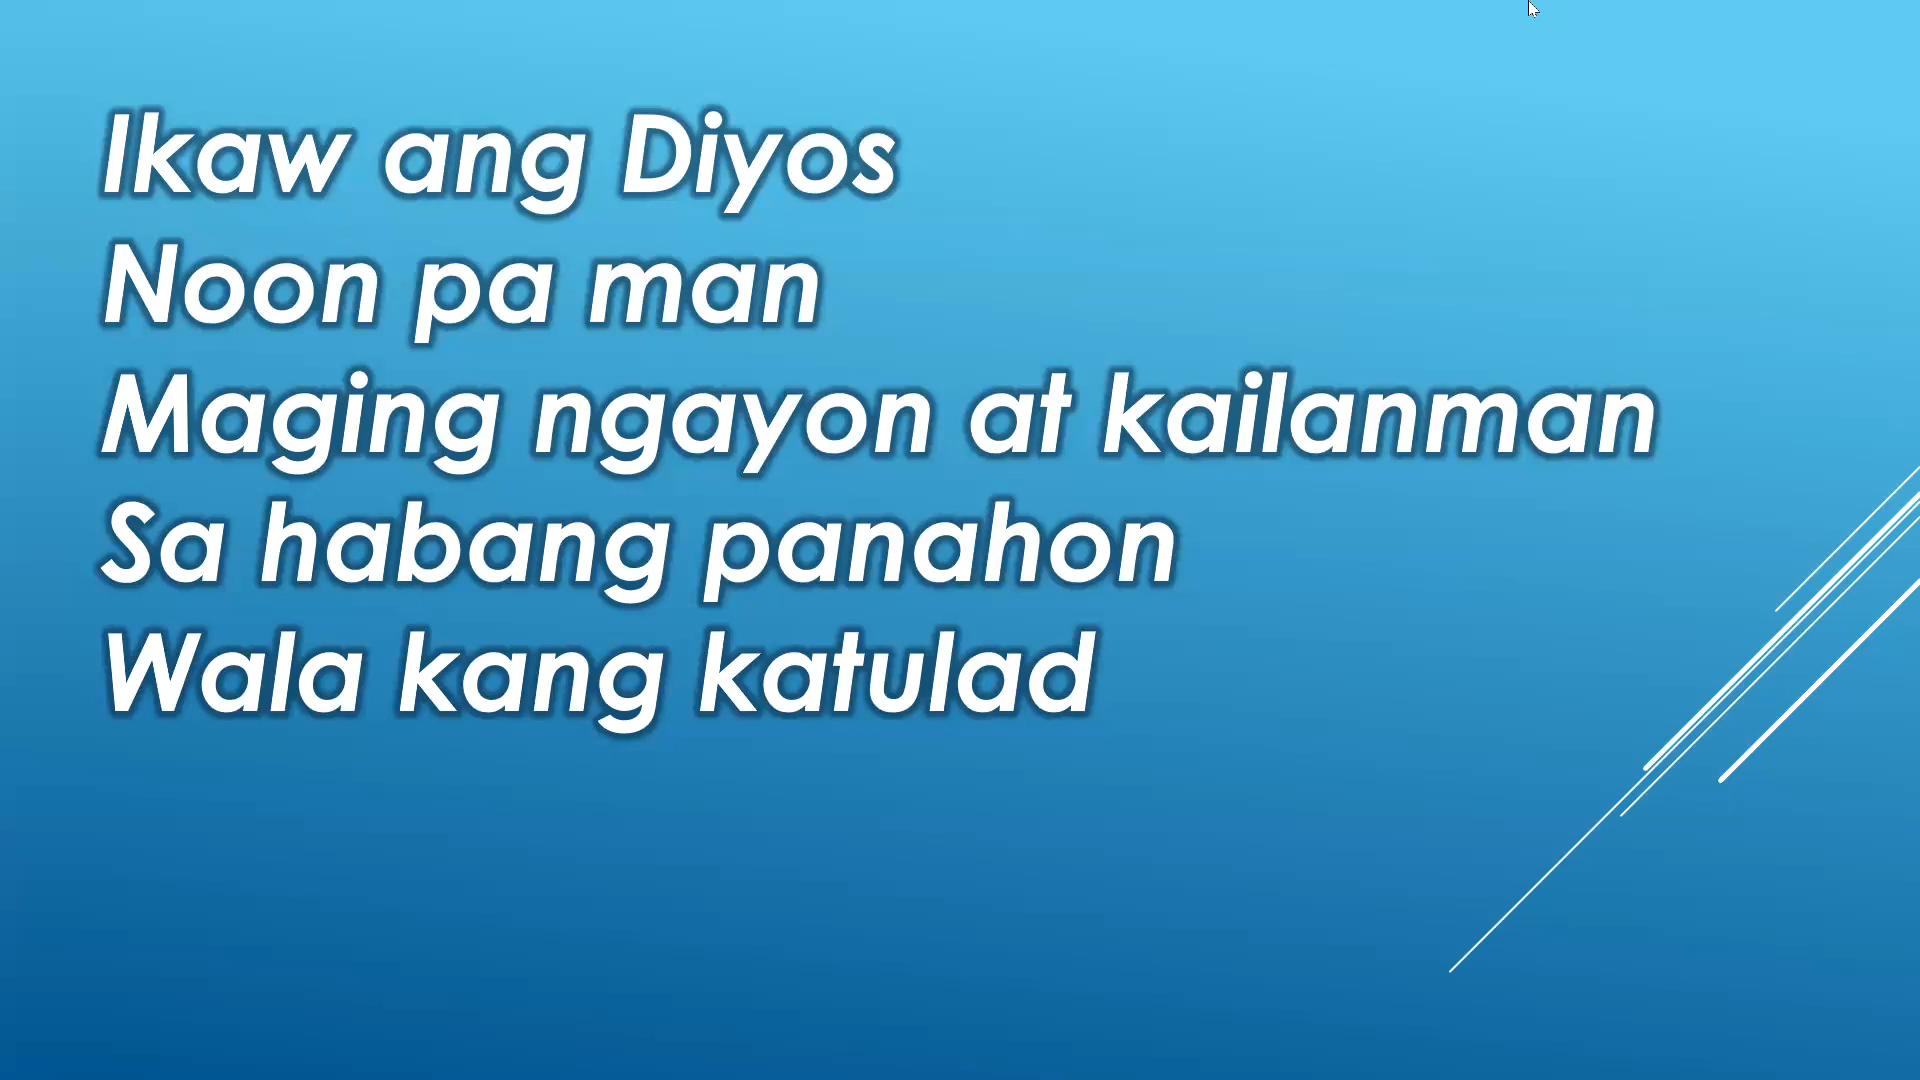 Ikaw ang Diyos
Noon pa man
Maging ngayon at kailanman
Sa habang panahon
Wala kang katulad